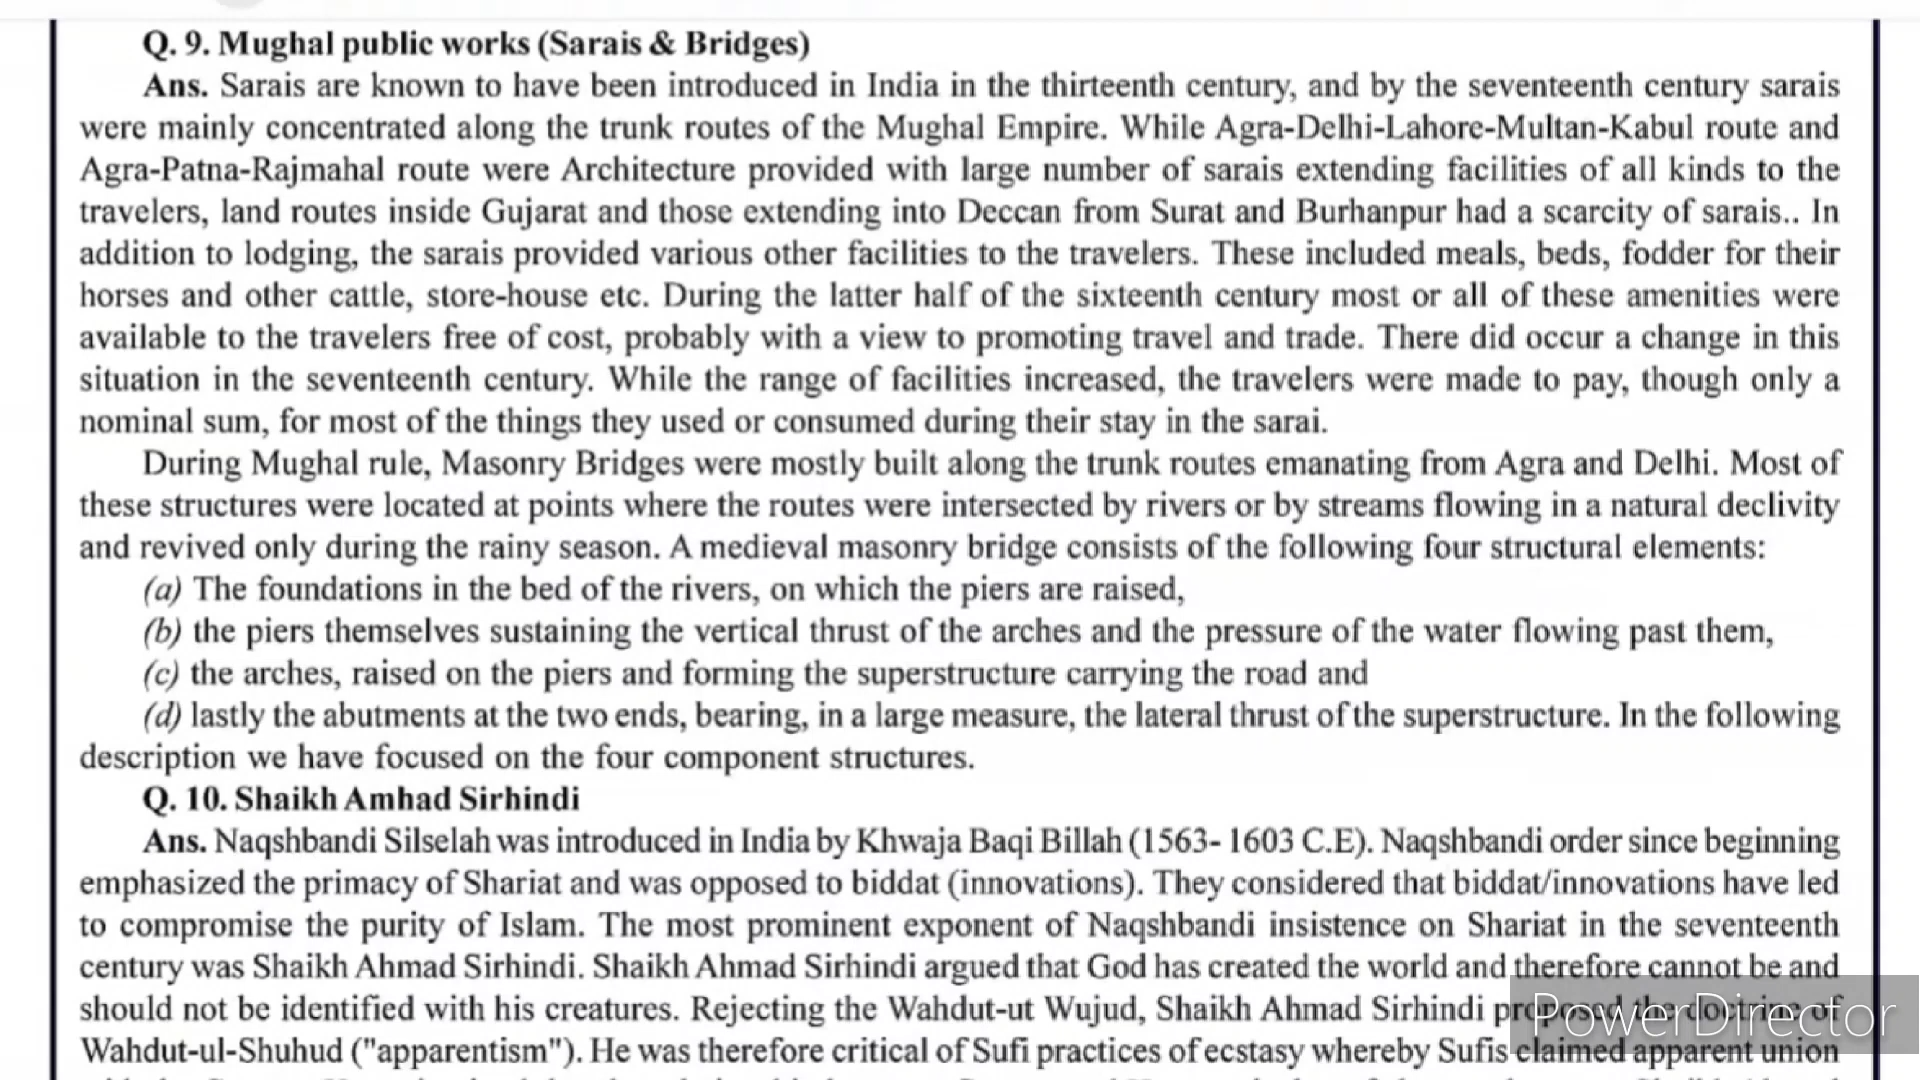 Q. 9. Mughal public works (Sarais & Bridges)
Ans. Sarais are known to have been introduced in India in the thirteenth century, and by the seventeenth century sarais
were mainly concentrated along the trunk routes of the Mughal Empire. While Agra-Delhi-Lahore-Multan-Kabul route and
Agra-Patna-Rajmahal route were Architecture provided with large number of sarais extending facilities of all kinds to the
travelers, land routes inside Gujarat and those extending into Deccan from Surat and Burhanpur had a scarcity of sarais.. In
addition to lodging, the sarais provided various other facilities to the travelers. These included meals, beds, fodder for their
horses and other cattle, store-house etc. During the latter half of the sixteenth century most or all of these amenities were
available to the travelers free of cost, probably with a view to promoting travel and trade. There did occur a change in this
situation in the seventeenth century. While the range of facilities increased, the travelers were made to pay, though only a
nominal sum, for most of the things they used or consumed during their stay in the sarai.
During Mughal rule, Masonry Bridges were mostly built along the trunk routes emanating from Agra and Delhi. Most of
these structures were located at points where the routes were intersected by rivers or by streams flowing in a natural declivity
and revived only during the rainy season. A medieval masonry bridge consists of the following four structural elements:
(a) The foundations in the bed of the rivers, on which the piers are raised,
(b) the piers themselves sustaining the vertical thrust of the arches and the pressure of the water flowing past them,
(c) the arches, raised on the piers and forming the superstructure carrying the road and
(d) lastly the abutments at the two ends, bearing, in a large measure, the lateral thrust of the superstructure. In the following
description we have focused on the four component structures.
Q. 10. Shaikh Amhad Sirhindi
Ans. Naqshbandi Silselah was introduced in India by Khwaja Baqi Billah (1563- 1603 C.E). Naqshbandi order since beginning
emphasized the primacy of Shariat and was opposed to biddat (innovations). They considered that biddat/innovations have led
to compromise the purity of Islam. The most prominent exponent of Naqshbandi insistence on Shariat in the seventeenth
century was Shaikh Ahmad Sirhindi. Shaikh Ahmad Sirhindi argued that God has created the world and therefore cannot be and
should not be identified with his creatures. Rejecting the Wahdut-ut Wujud, Shaikh Ahmad Sirhindi proposed the doctrine of
Wahdut-ul-Shuhud ("apparentism"). He was therefore critical of Sufi practices of ecstasy whereby Sufis claimed apparent union
PowerDirector